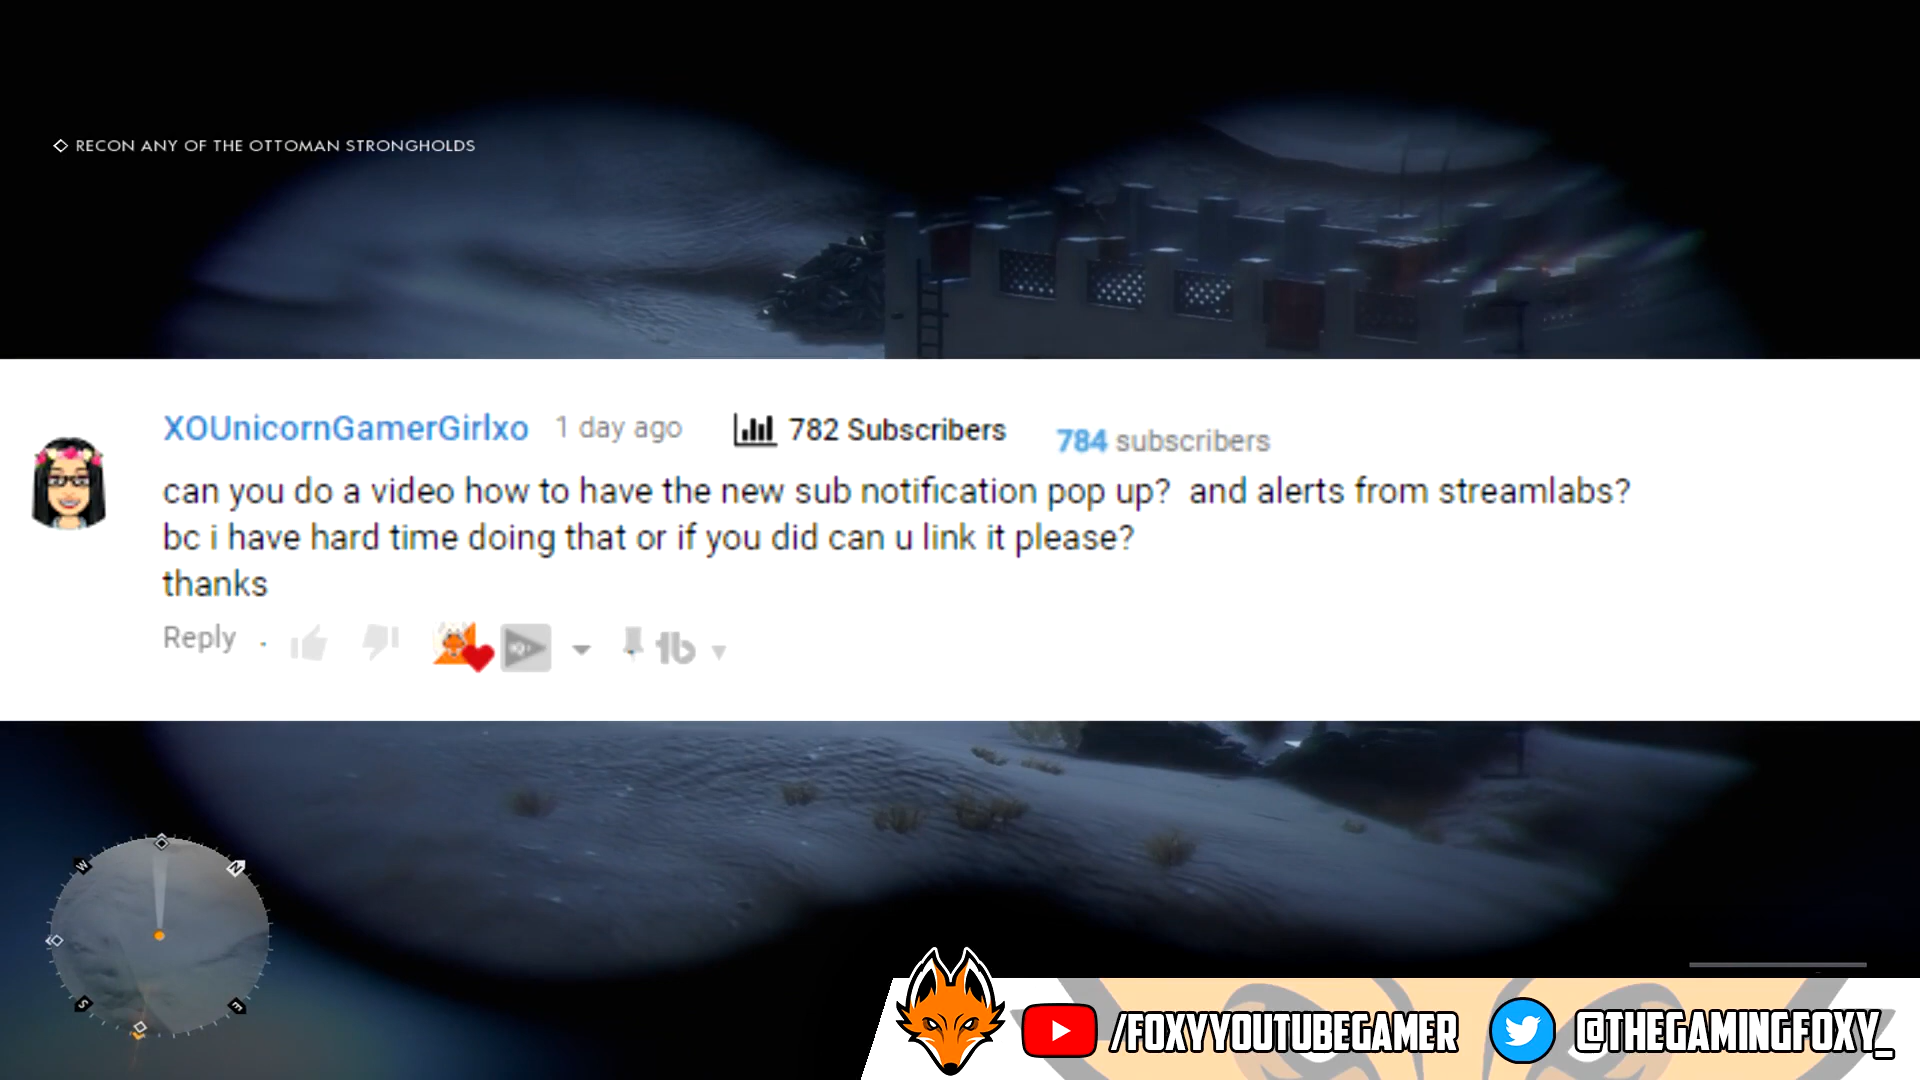 RECON ANY OF THE OTTOMAN STRONGHOLDS
XOUnicornGamerGirlxo 1 day ago 782 Subscribers 784 subscribers
can you do a video how to have the new sub notification pop up? and alerts from streamlabs?
bc i have hard time doing that or if you did can u link it please?
thanks
Reply
W
N
S
E
/FOXYYOUTUBEGAMER @THEGAMINGFOXY_